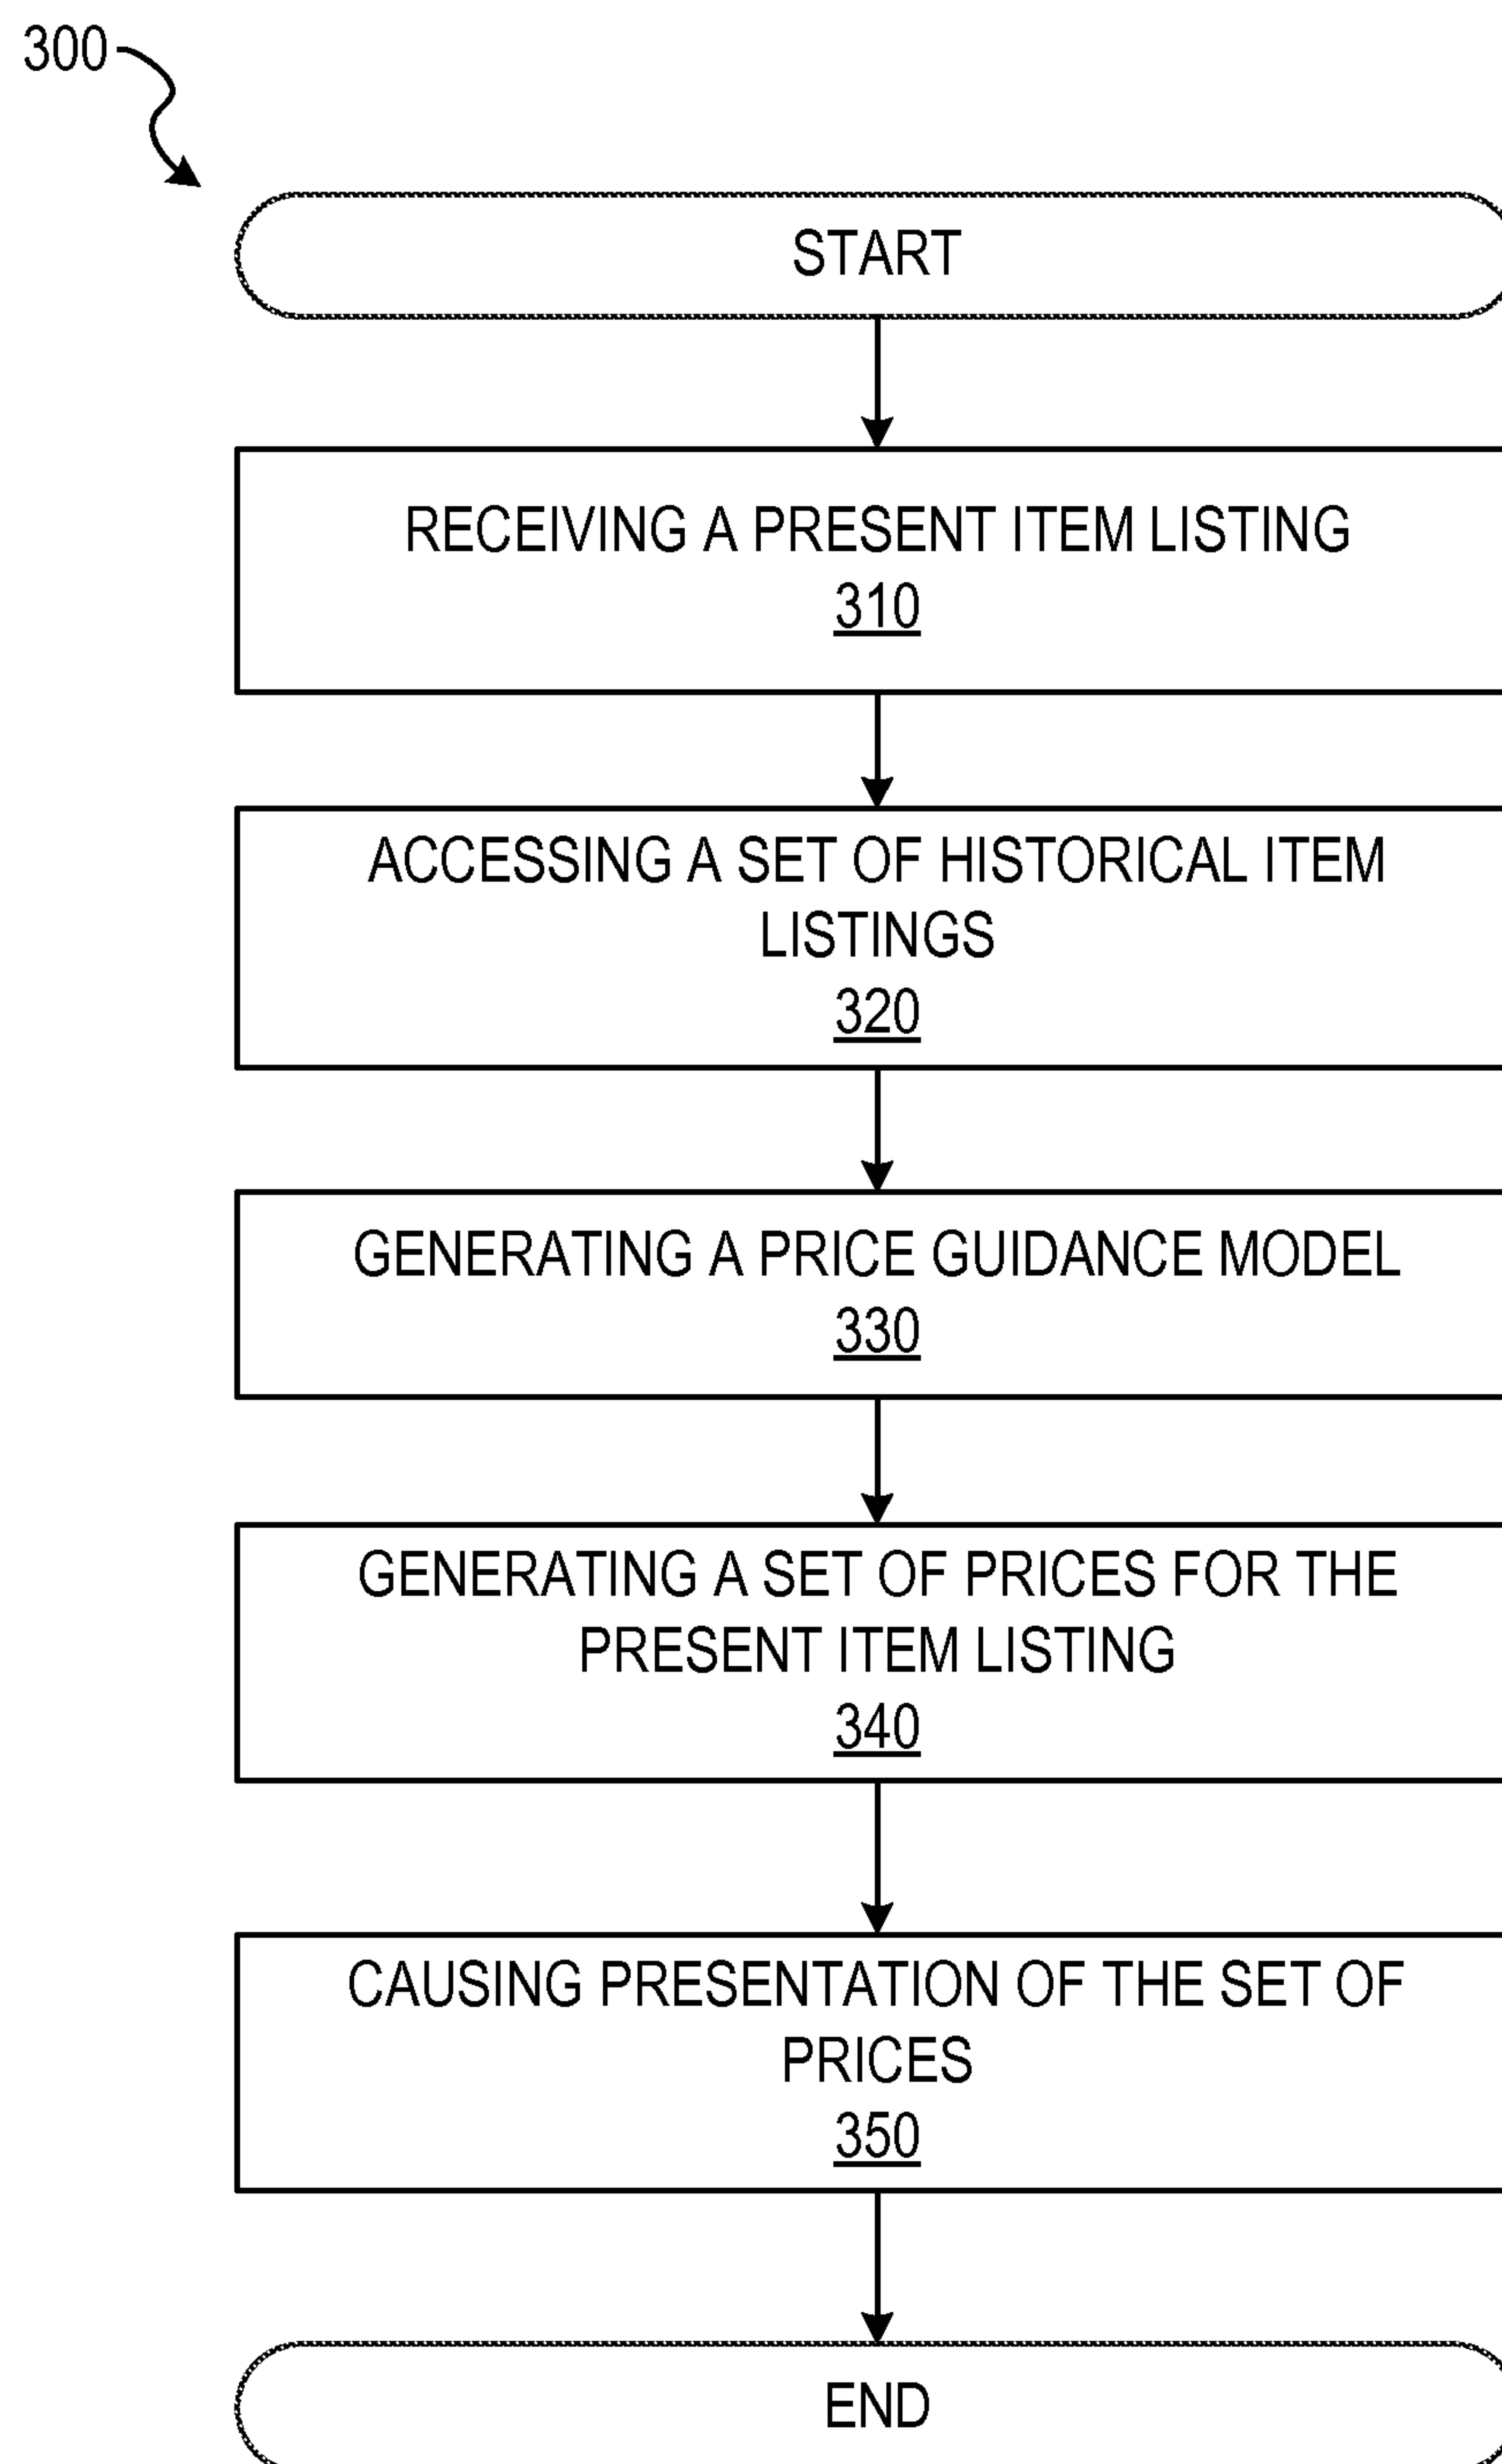 300
START
RECEIVING A PRESENT ITEM LISTING
310
ACCESSING A SET OF HISTORICAL ITEM
LISTINGS
320
GENERATING A PRICE GUIDANCE MODEL
330
GENERATING A SET OF PRICES FOR THE
PRESENT ITEM LISTING
340
CAUSING PRESENTATION OF THE SET OF
PRICES
350
END